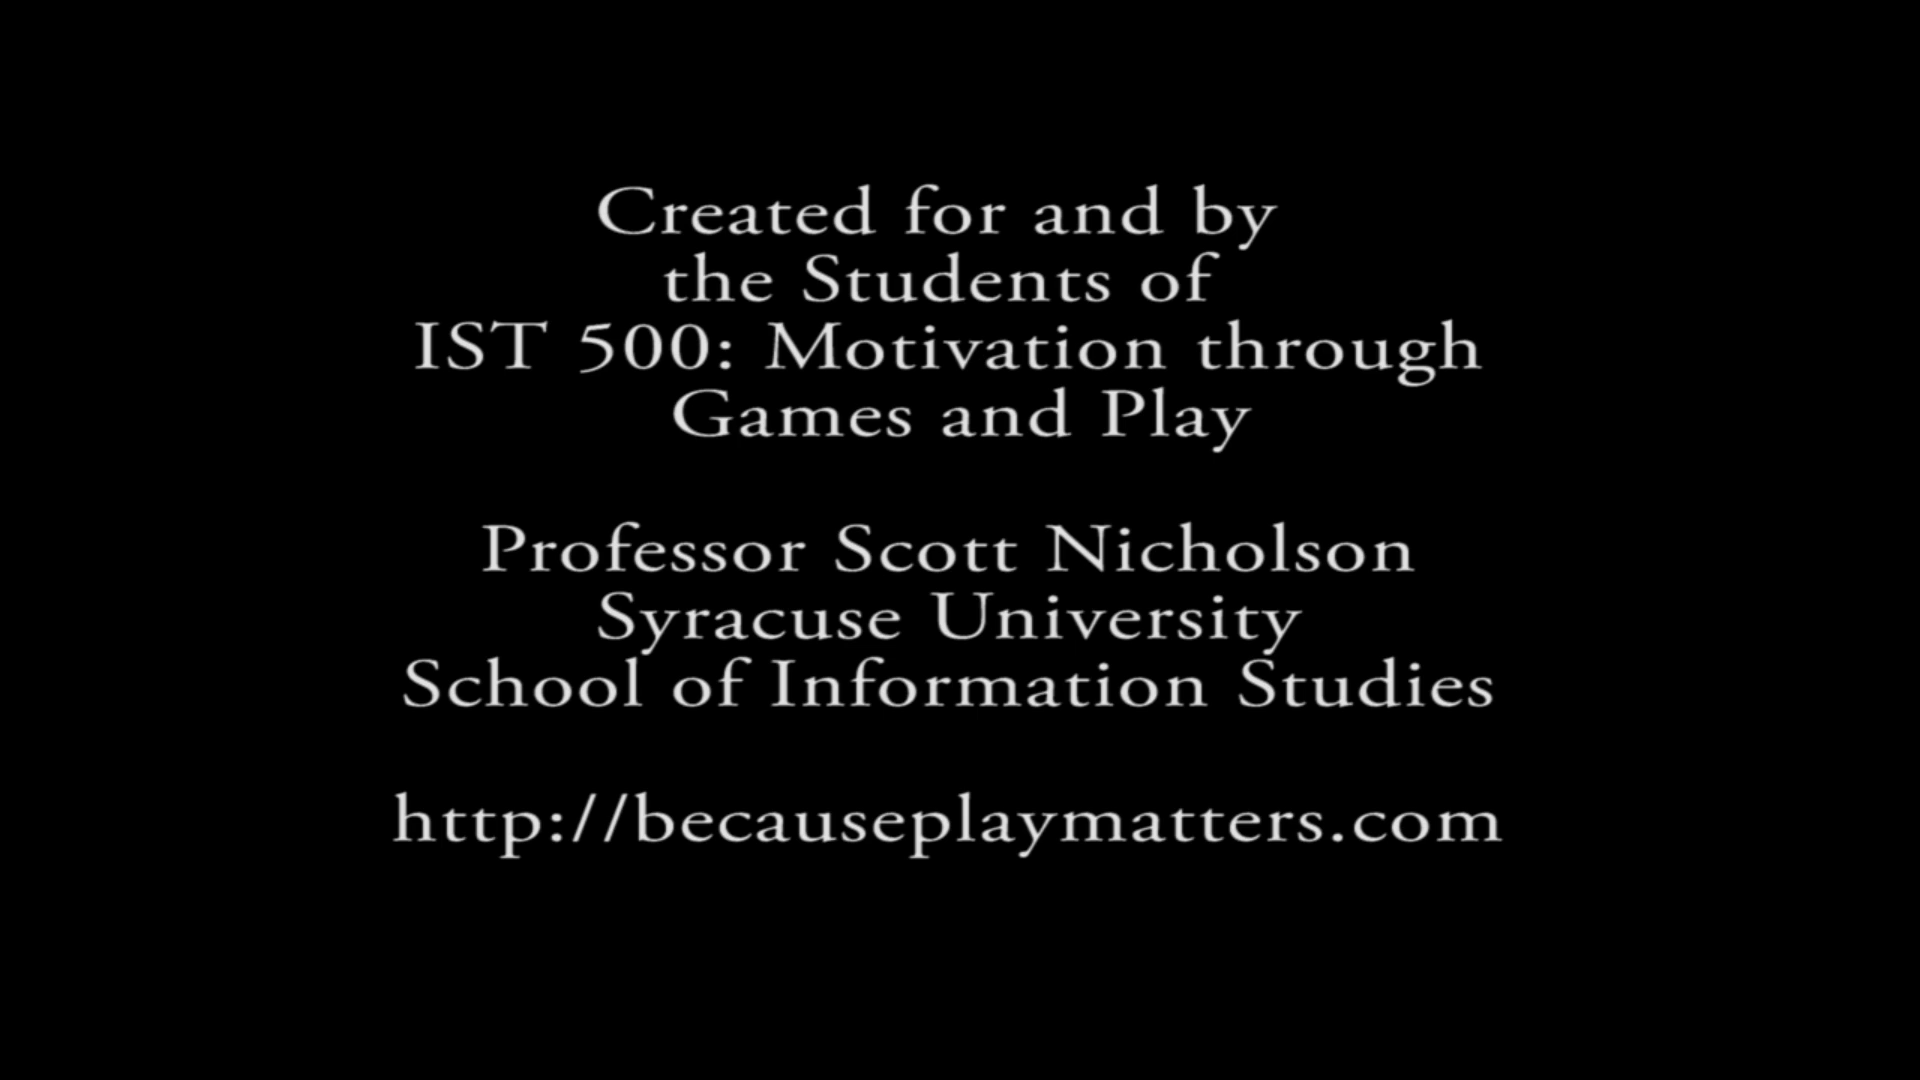 Created for and by
the Students of
IST 500: Motivation through
Games and Play
Professor Scott Nicholson
Syracuse University
School of Information Studies
http://becauseplaymatters.com